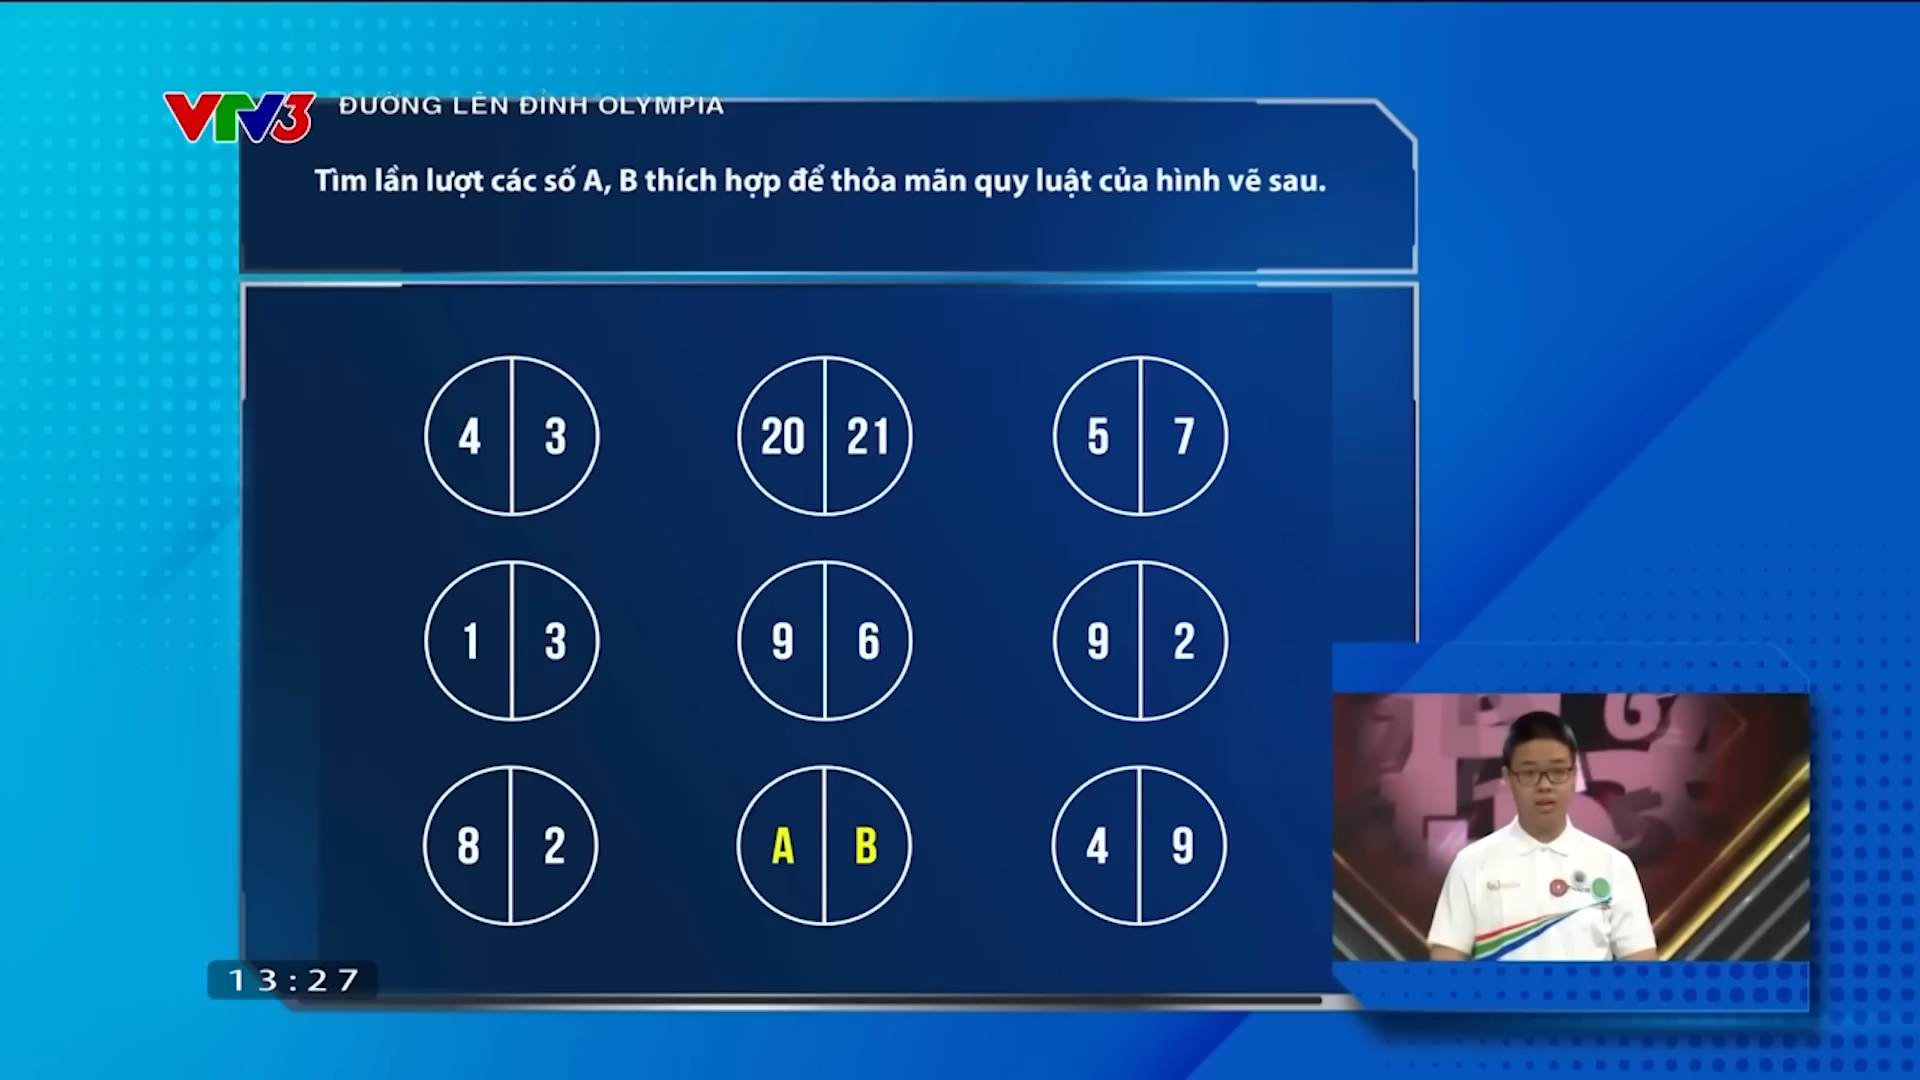 VTV3 ĐƯỜNG LÊN ĐỈNH OLYMPIA
Tìm lần lượt các số A, B thích hợp để thỏa mãn quy luật của hình vẽ sau.
4 3 20 21 5 7
1 3 9 6 9 2
8 2 A B 4 9
13:27